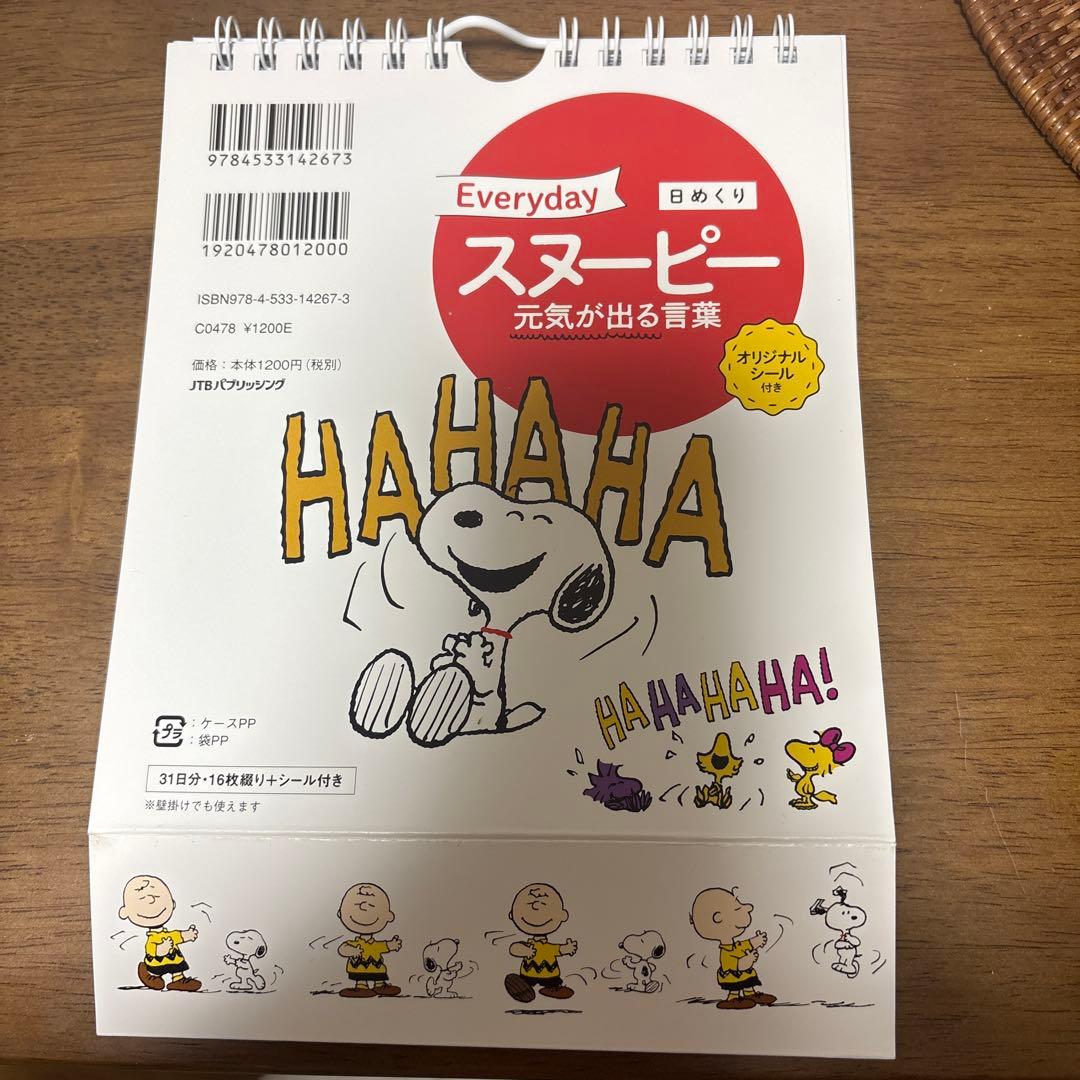 9784533142673
1920478012000
ISBN978-4-533-14267-3
C0478 ¥1200E
価格：本体1200円（税別）
JTBパブリッシング
Everyday
日めくり
スヌーピー
元気が出る言葉
オリジナル
シール
付き
HAHAHA
HAHAHAHA!
プラ
：ケースPP
：袋PP
31日分・16枚綴り+シール付き
※壁掛けでも使えます